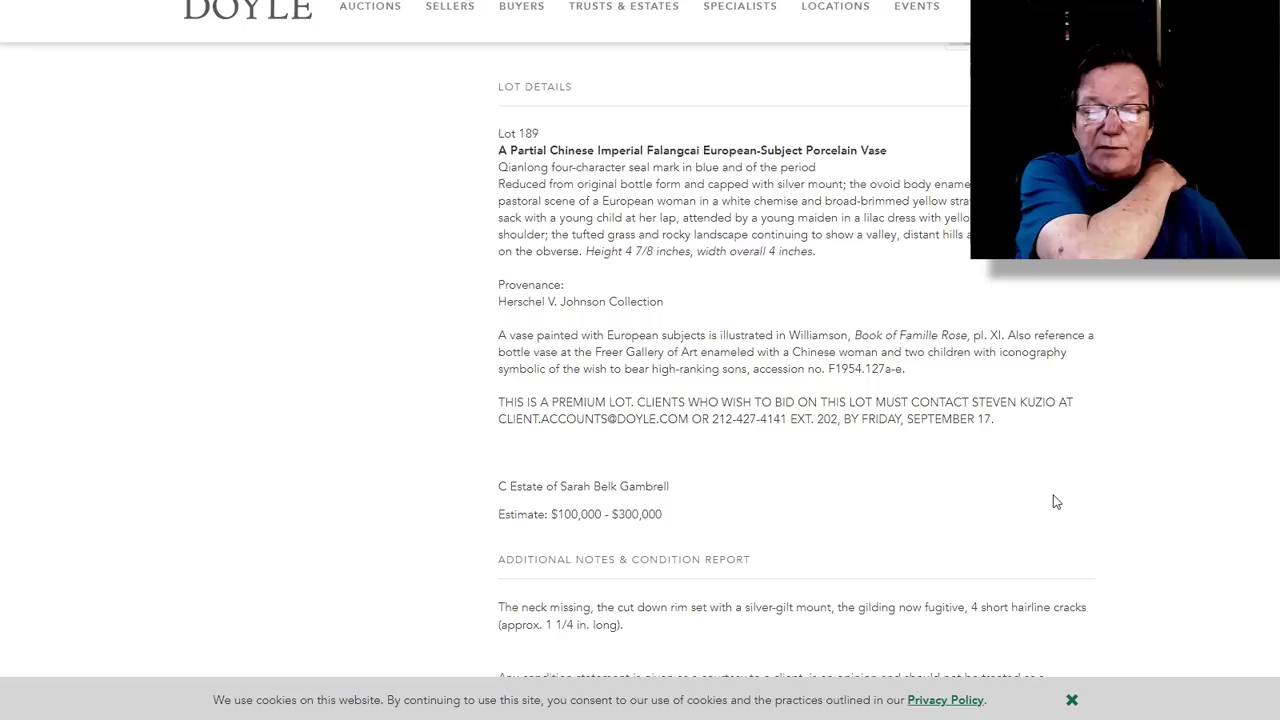 DOYLE
AUCTIONS SELLERS BUYERS TRUSTS & ESTATES SPECIALISTS LOCATIONS EVENTS
LOT DETAILS
Lot 189
A Partial Chinese Imperial Falangcai European-Subject Porcelain Vase
Qianlong four-character seal mark in blue and of the period
Reduced from original bottle form and capped with silver mount; the ovoid body
pastoral scene of a European woman in a white chemise and broad-brimmed yellow
sack with a young child at her lap, attended by a young maiden in a lilac dress with
shoulder; the tufted grass and rocky landscape continuing to show a valley, distant hills
on the obverse. Height 4 7/8 inches, width overall 4 inches.
Provenance:
Herschel V. Johnson Collection
A vase painted with European subjects is illustrated in Williamson, Book of Famille Rose, pl. XI. Also reference a
bottle vase at the Freer Gallery of Art enameled with a Chinese woman and two children with iconography
symbolic of the wish to bear high-ranking sons, accession no. F1954.127a-e.
THIS IS A PREMIUM LOT. CLIENTS WHO WISH TO BID ON THIS LOT MUST CONTACT STEVEN KUZIO AT
CLIENT.ACCOUNTS@DOYLE.COM OR 212-427-4141 EXT. 202, BY FRIDAY, SEPTEMBER 17.
C Estate of Sarah Belk Gambrell
Estimate: $100,000 - $300,000
ADDITIONAL NOTES & CONDITION REPORT
The neck missing, the cut down rim set with a silver-gilt mount, the gilding now fugitive, 4 short hairline cracks
(approx. 1 1/4 in. long).
We use cookies on this website. By continuing to use this site, you consent to our use of cookies and the practices outlined in our Privacy Policy.